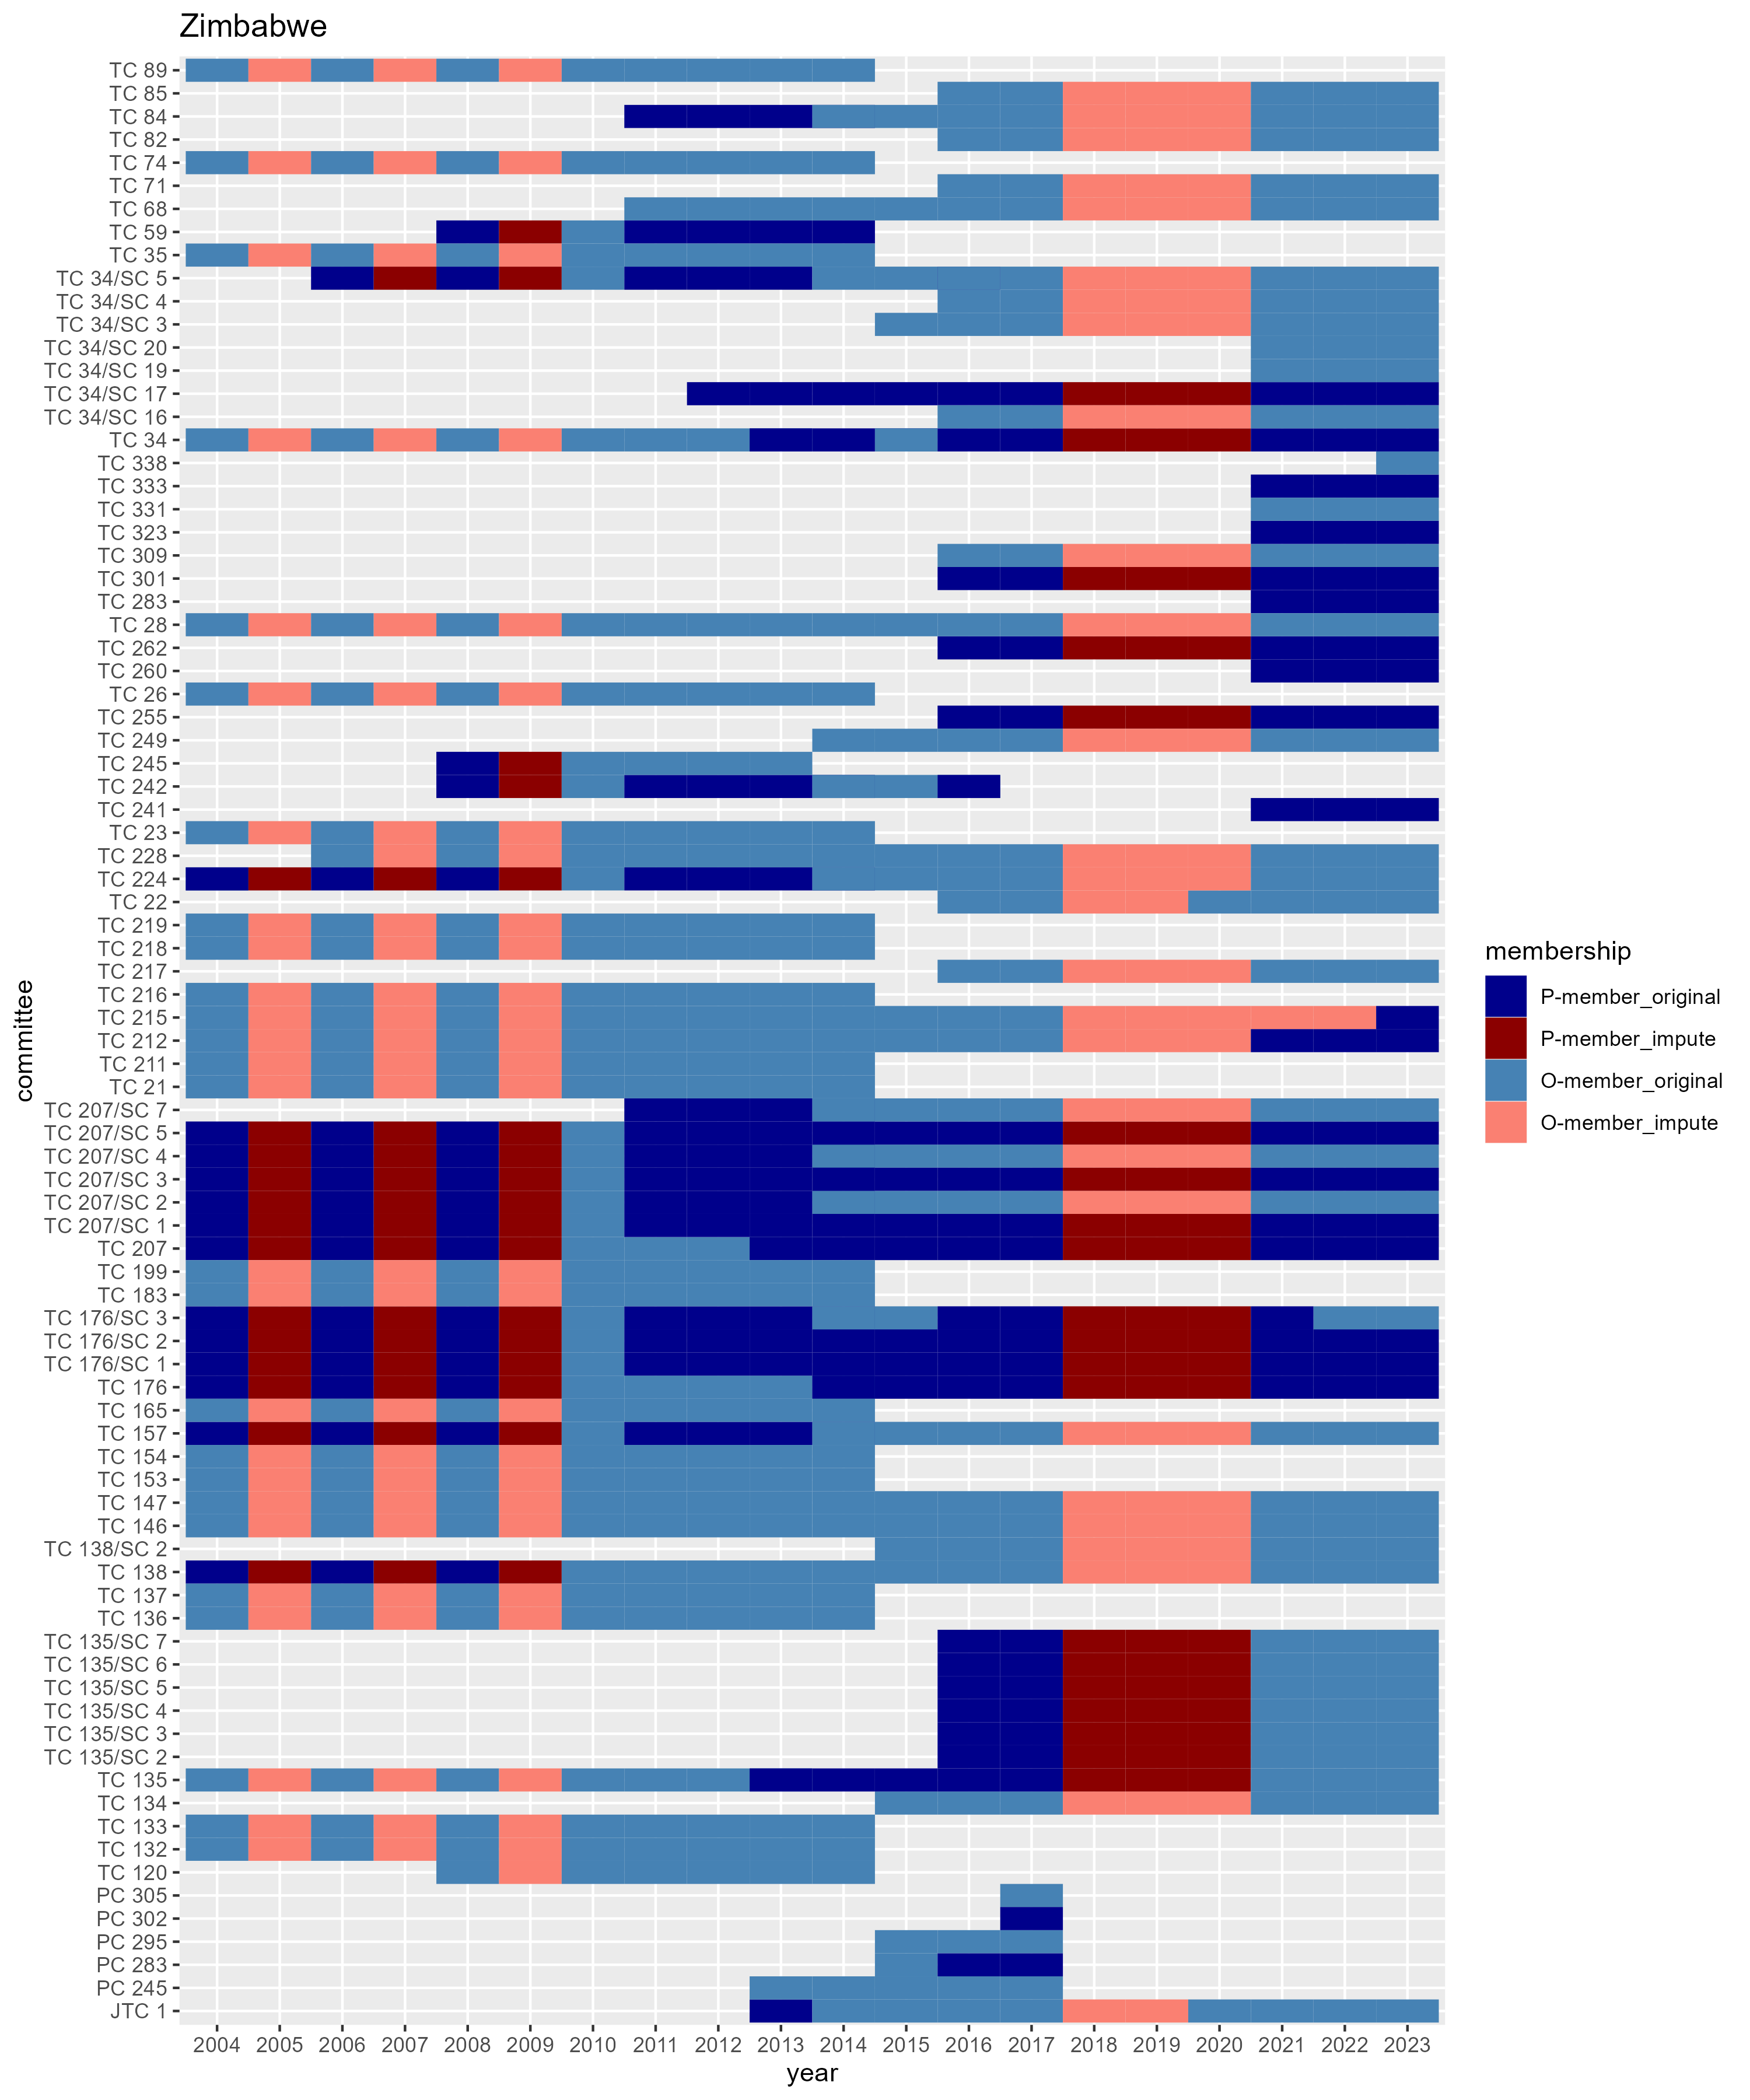 Zimbabwe
TC 89
TC 85
TC 84
TC 82
TC 74
TC 71
TC 68
TC 59
TC 35
TC 34/SC 5
TC 34/SC 4
TC 34/SC 3
TC 34/SC 20
TC 34/SC 19
TC 34/SC 17
TC 34/SC 16
TC 34
TC 338
TC 333
TC 331
TC 323
TC 309
TC 301
TC 283
TC 28
TC 262
TC 260
TC 26
TC 255
TC 249
TC 245
TC 242
TC 241
TC 23
TC 228
TC 224
TC 22
TC 219
TC 218
TC 217
TC 216
TC 215
TC 212
TC 211
TC 21
TC 207/SC 7
TC 207/SC 5
TC 207/SC 4
TC 207/SC 3
TC 207/SC 2
TC 207/SC 1
TC 207
TC 199
TC 183
TC 176/SC 3
TC 176/SC 2
TC 176/SC 1
TC 176
TC 165
TC 157
TC 154
TC 153
TC 147
TC 146
TC 138/SC 2
TC 138
TC 137
TC 136
TC 135/SC 7
TC 135/SC 6
TC 135/SC 5
TC 135/SC 4
TC 135/SC 3
TC 135/SC 2
TC 135
TC 134
TC 133
TC 132
TC 120
PC 305
PC 302
PC 295
PC 283
PC 245
JTC 1
committee
2004 2005 2006 2007 2008 2009 2010 2011 2012 2013 2014 2015 2016 2017 2018 2019 2020 2021 2022 2023
year
membership
P-member_original
P-member_impute
O-member_original
O-member_impute